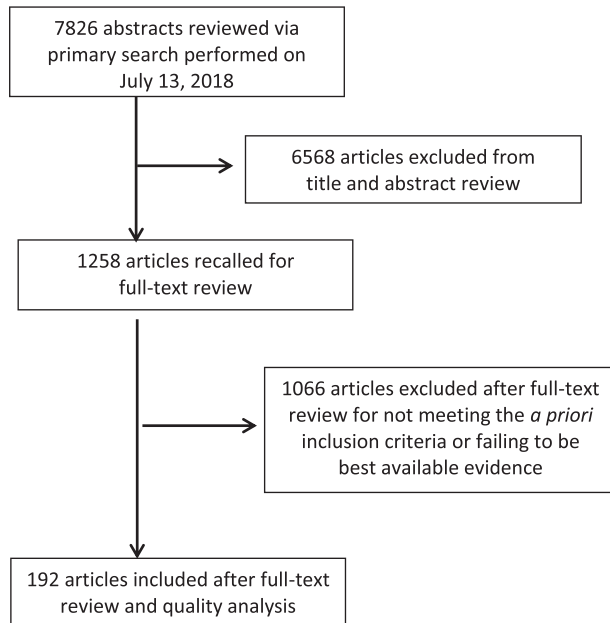 7826 abstracts reviewed via
primary search performed on
July 13, 2018
6568 articles excluded from
title and abstract review
1258 articles recalled for
full-text review
1066 articles excluded after full-text
review for not meeting the a priori
inclusion criteria or failing to be
best available evidence
192 articles included after full-text
review and quality analysis